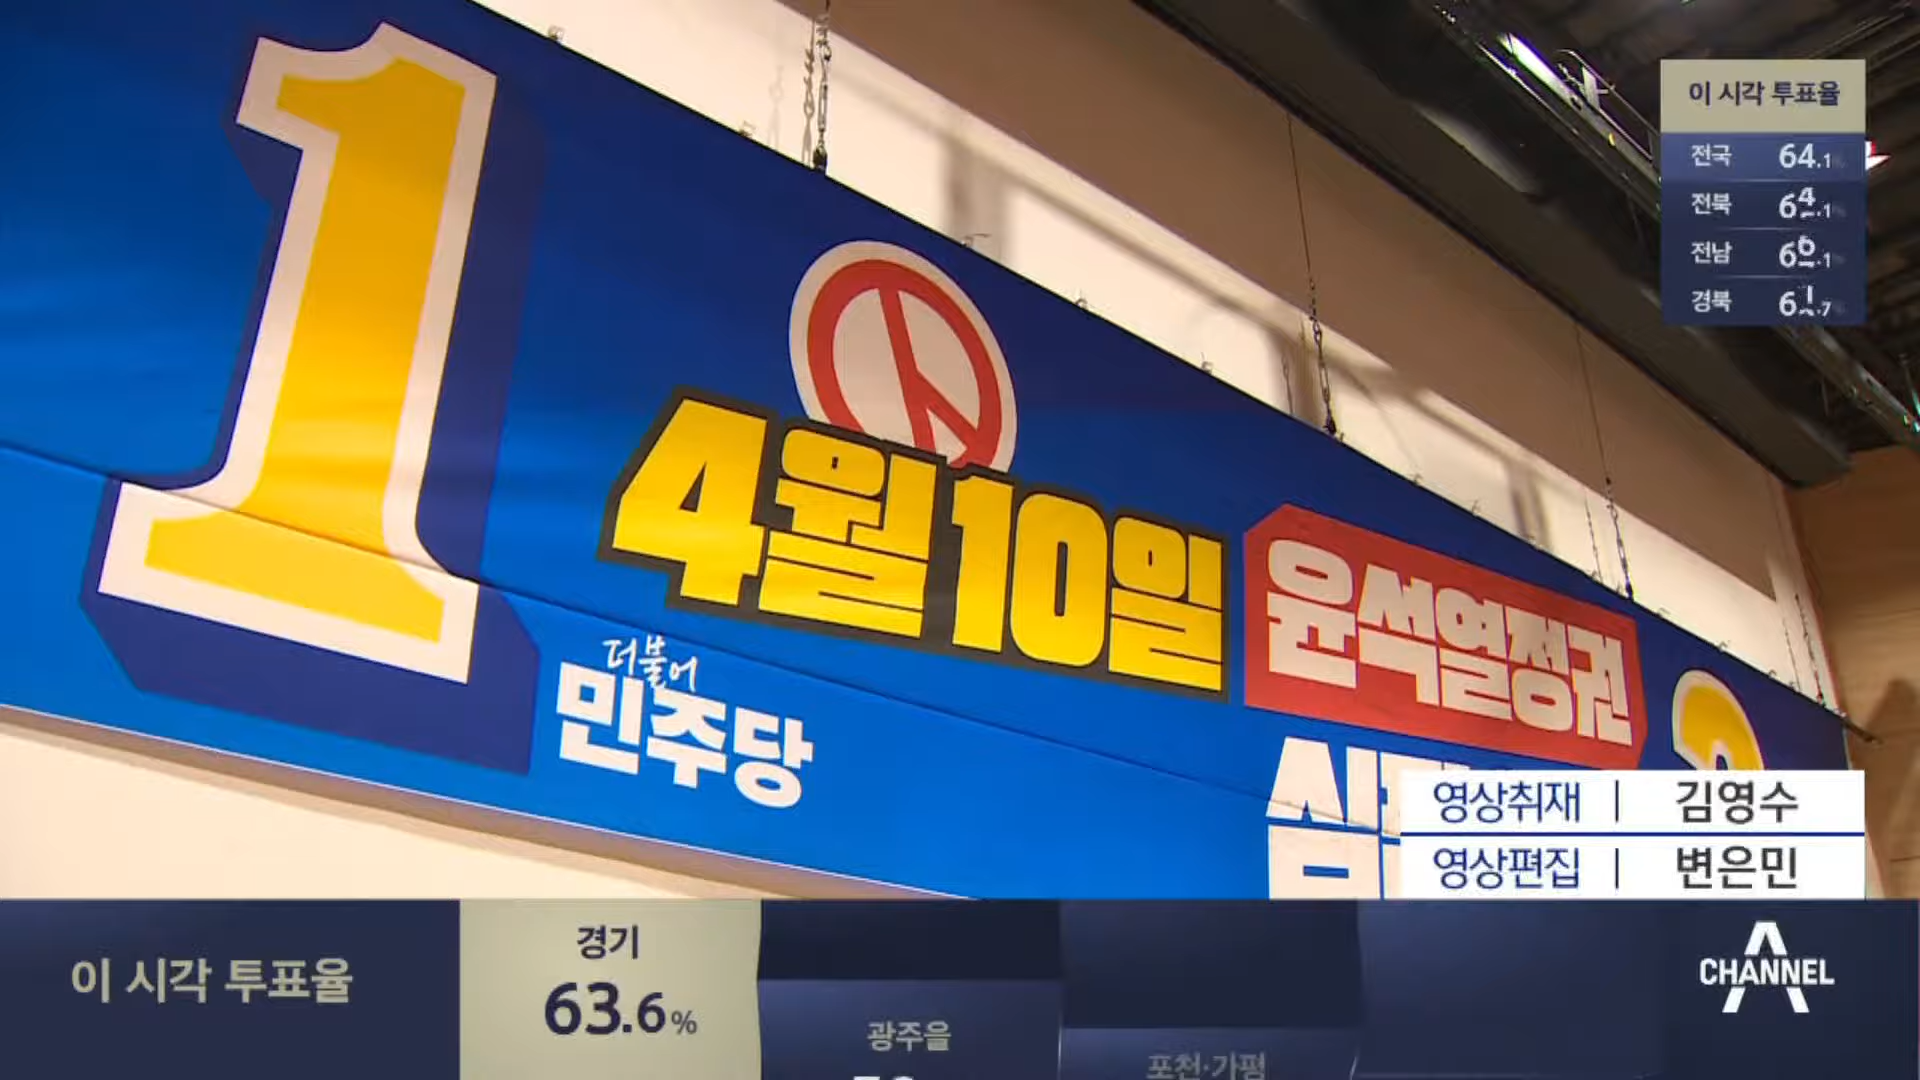 1
4월10일
윤석열정권
더불어
민주당
이 시각 투표율
전국 64.1
전북
전남
경북
영상취재 | 김영수
영상편집 | 변은민
이 시각 투표율
경기
63.6%
광주을
포천·가평
CHANNEL A